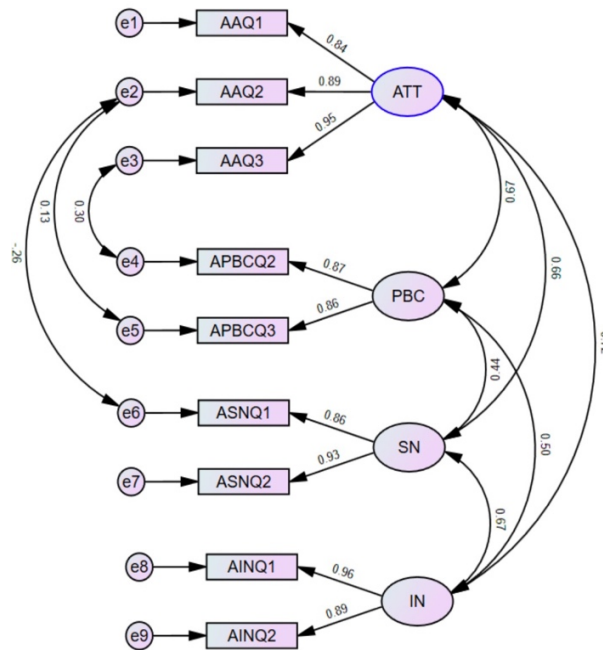 e1
AAQ1
0.84
e2
AAQ2
0.89
ATT
0.95
e3
AAQ3
0.67
0.30
0.13
-.26
0.66
e4
APBCQ2
0.87
PBC
e5
APBCQ3
0.86
0.44
e6
ASNQ1
0.86
SN
0.50
e7
ASNQ2
0.93
0.67
e8
AINQ1
0.96
IN
e9
AINQ2
0.89